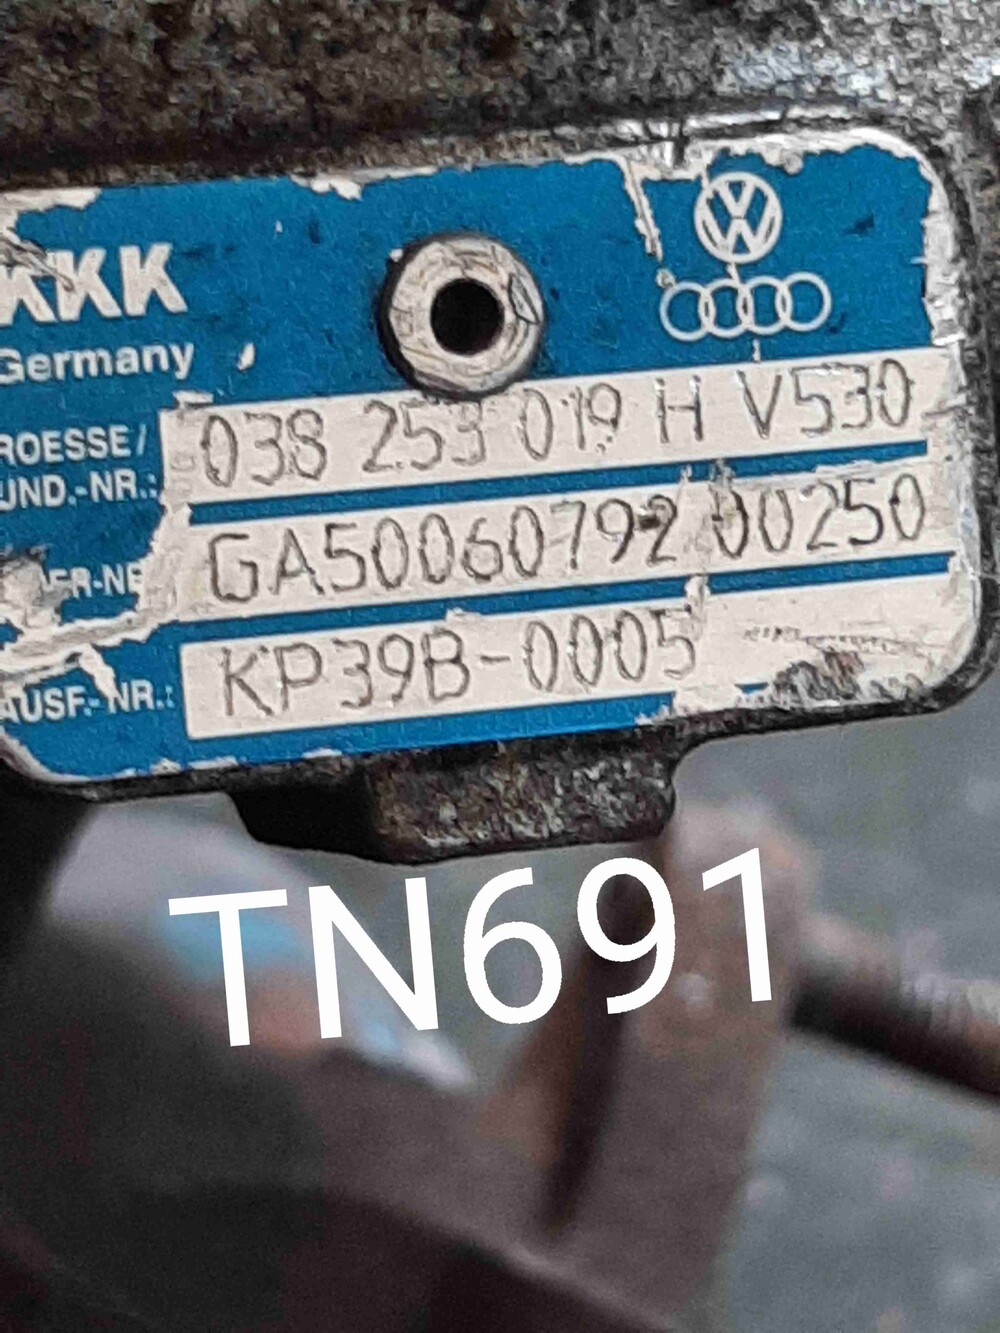 KKK
Germany
ROESSE/
UND.-NR.:
038 253 019 H V530
GA50060792 00250
AUSF.-NR.:
KP39B-0005
TN691